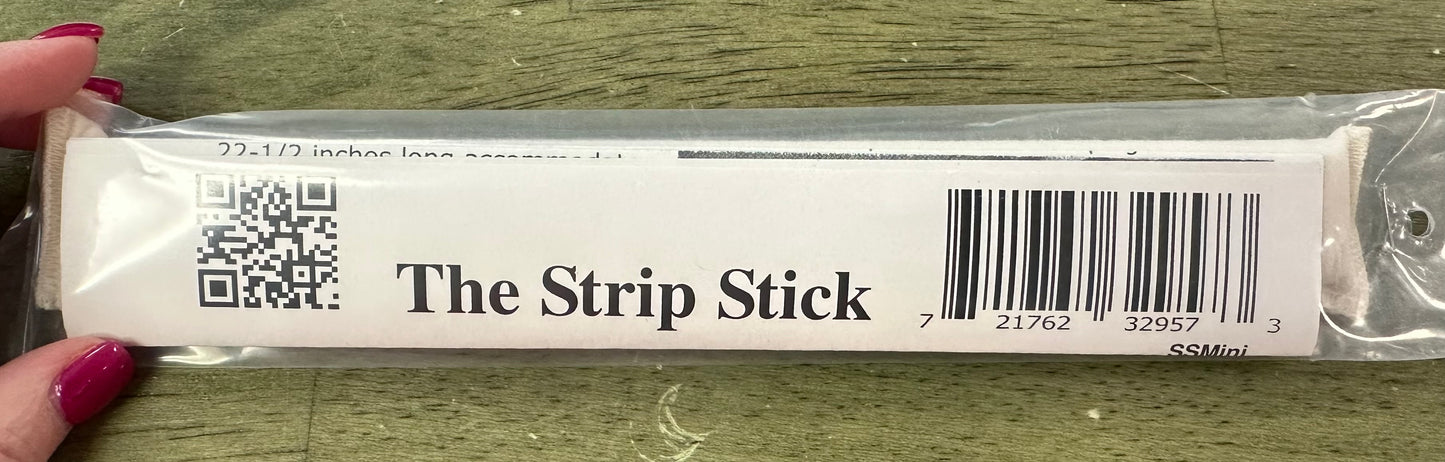 22-1/2 inches long
The Strip Stick
7 21762 32957 3
SSMini